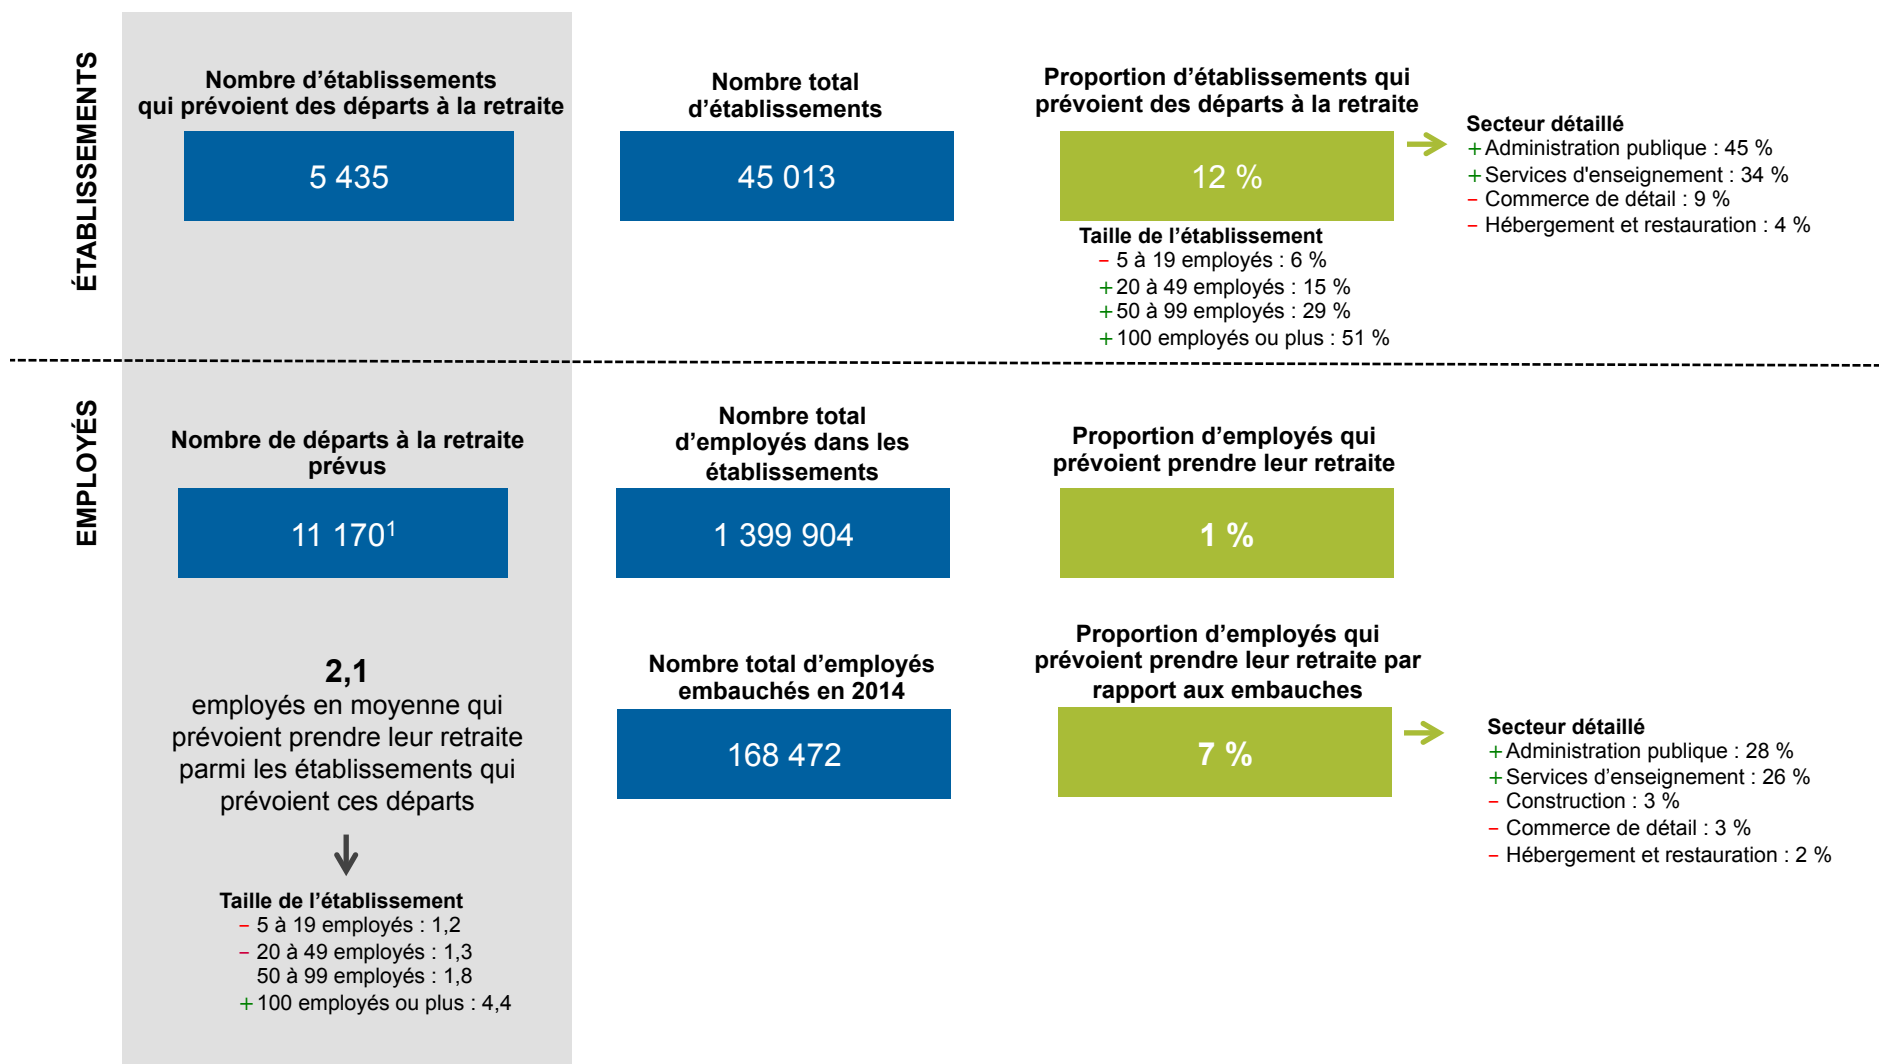 ÉTABLISSEMENTS
Nombre d’établissements
qui prévoient des départs à la retraite
5 435
Nombre total
d’établissements
45 013
Proportion d’établissements qui
prévoient des départs à la retraite
12 %
Taille de l’établissement
– 5 à 19 employés : 6 %
+ 20 à 49 employés : 15 %
+ 50 à 99 employés : 29 %
+ 100 employés ou plus : 51 %
Secteur détaillé
+ Administration publique : 45 %
+ Services d'enseignement : 34 %
– Commerce de détail : 9 %
– Hébergement et restauration : 4 %
EMPLOYÉS
Nombre de départs à la retraite
prévus
11 170¹
Nombre total
d’employés dans les
établissements
1 399 904
Proportion d’employés qui
prévoient prendre leur retraite
1 %
2,1
employés en moyenne qui
prévoient prendre leur retraite
parmi les établissements qui
prévoient ces départs
Taille de l’établissement
– 5 à 19 employés : 1,2
– 20 à 49 employés : 1,3
50 à 99 employés : 1,8
+ 100 employés ou plus : 4,4
Nombre total d’employés
embauchés en 2014
168 472
Proportion d’employés qui
prévoient prendre leur retraite par
rapport aux embauches
7 %
Secteur détaillé
+ Administration publique : 28 %
+ Services d’enseignement : 26 %
– Construction : 3 %
– Commerce de détail : 3 %
– Hébergement et restauration : 2 %